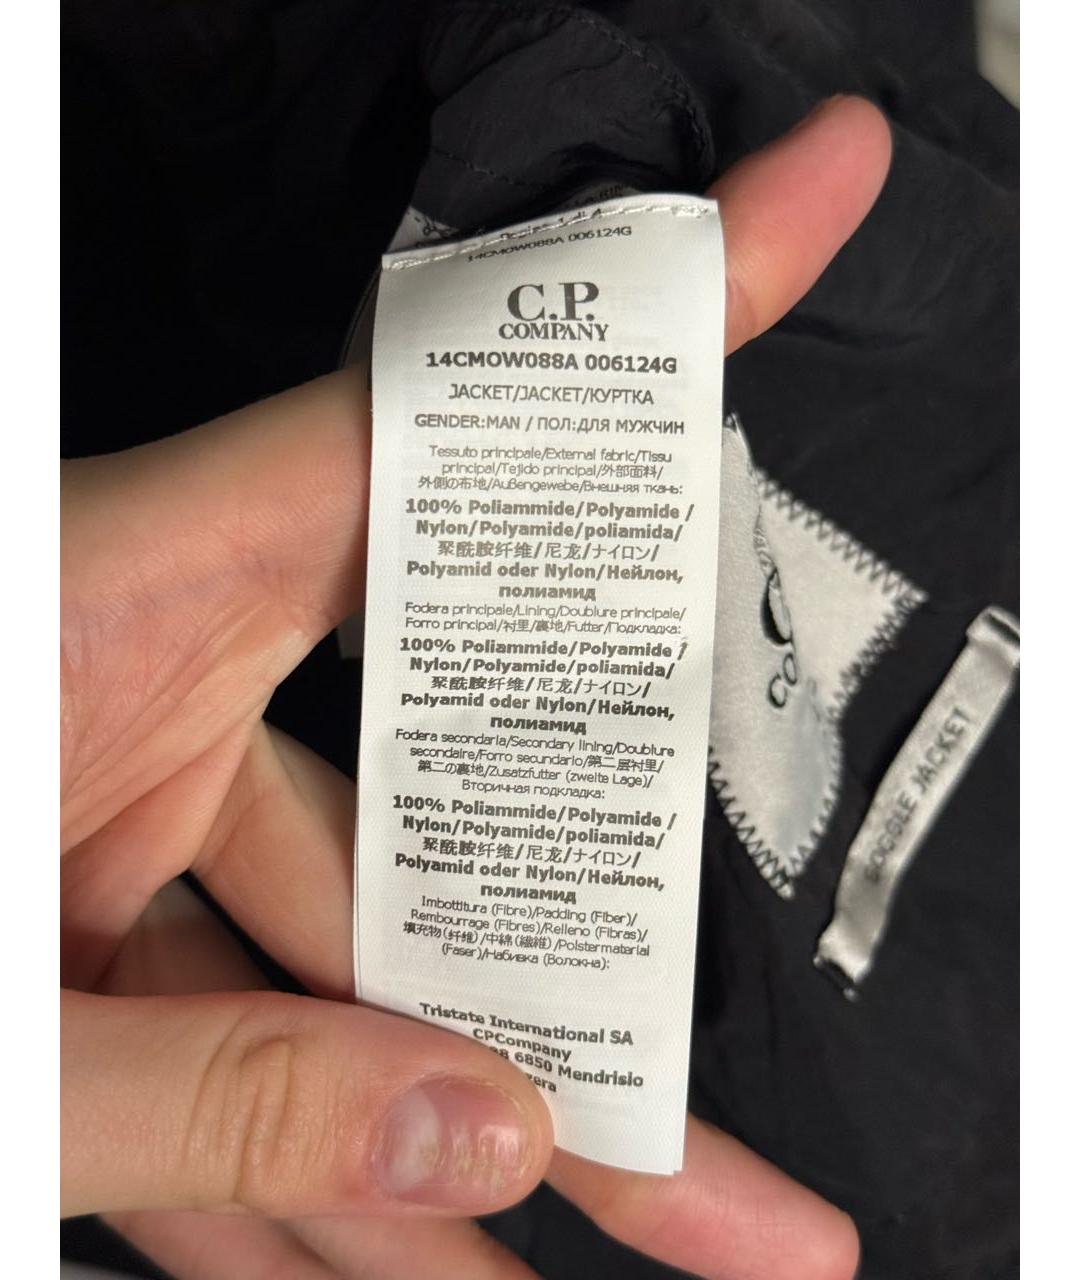 14CMOW088A 006124G
C.P.
COMPANY
14CMOW088A 006124G
JACKET/JACKET/КУРТКА
GENDER:MAN / ПОЛ:ДЛЯ МУЖЧИН
Tessuto principale/External fabric/Tissu
principal/Tejido principal/外部面料/
外側の布地/Außengewebe/Внешняя ткань:
100% Poliammide/Polyamide /
Nylon/Polyamide/poliamida/
聚酰胺纤维/尼龙/ナイロン/
Polyamid oder Nylon/Нейлон,
полиамид
Fodera principale/Lining/Doublure principale/
Forro principal/衬里/裏地/Futter/Подкладка:
100% Poliammide/Polyamide /
Nylon/Polyamide/poliamida/
聚酰胺纤维/尼龙/ナイロン/
Polyamid oder Nylon/Нейлон,
полиамид
Fodera secondaria/Secondary lining/Doublure
secondaire/Forro secundario/第二层衬里/
第二の裏地/Zusatzfutter (zweite Lage)/
Вторичная подкладка:
100% Poliammide/Polyamide /
Nylon/Polyamide/poliamida/
聚酰胺纤维/尼龙/ナイロン/
Polyamid oder Nylon/Нейлон,
полиамид
Imbottitura (Fibre)/Padding (Fiber)/
Rembourrage (Fibres)/Relleno (Fibras)/
填充物(纤维)/中綿(繊維)/Polstermaterial
(Faser)/Набивка (Волокна):
Tristate International SA
CPCompany
6850 Mendrisio
GOGGLE JACKET